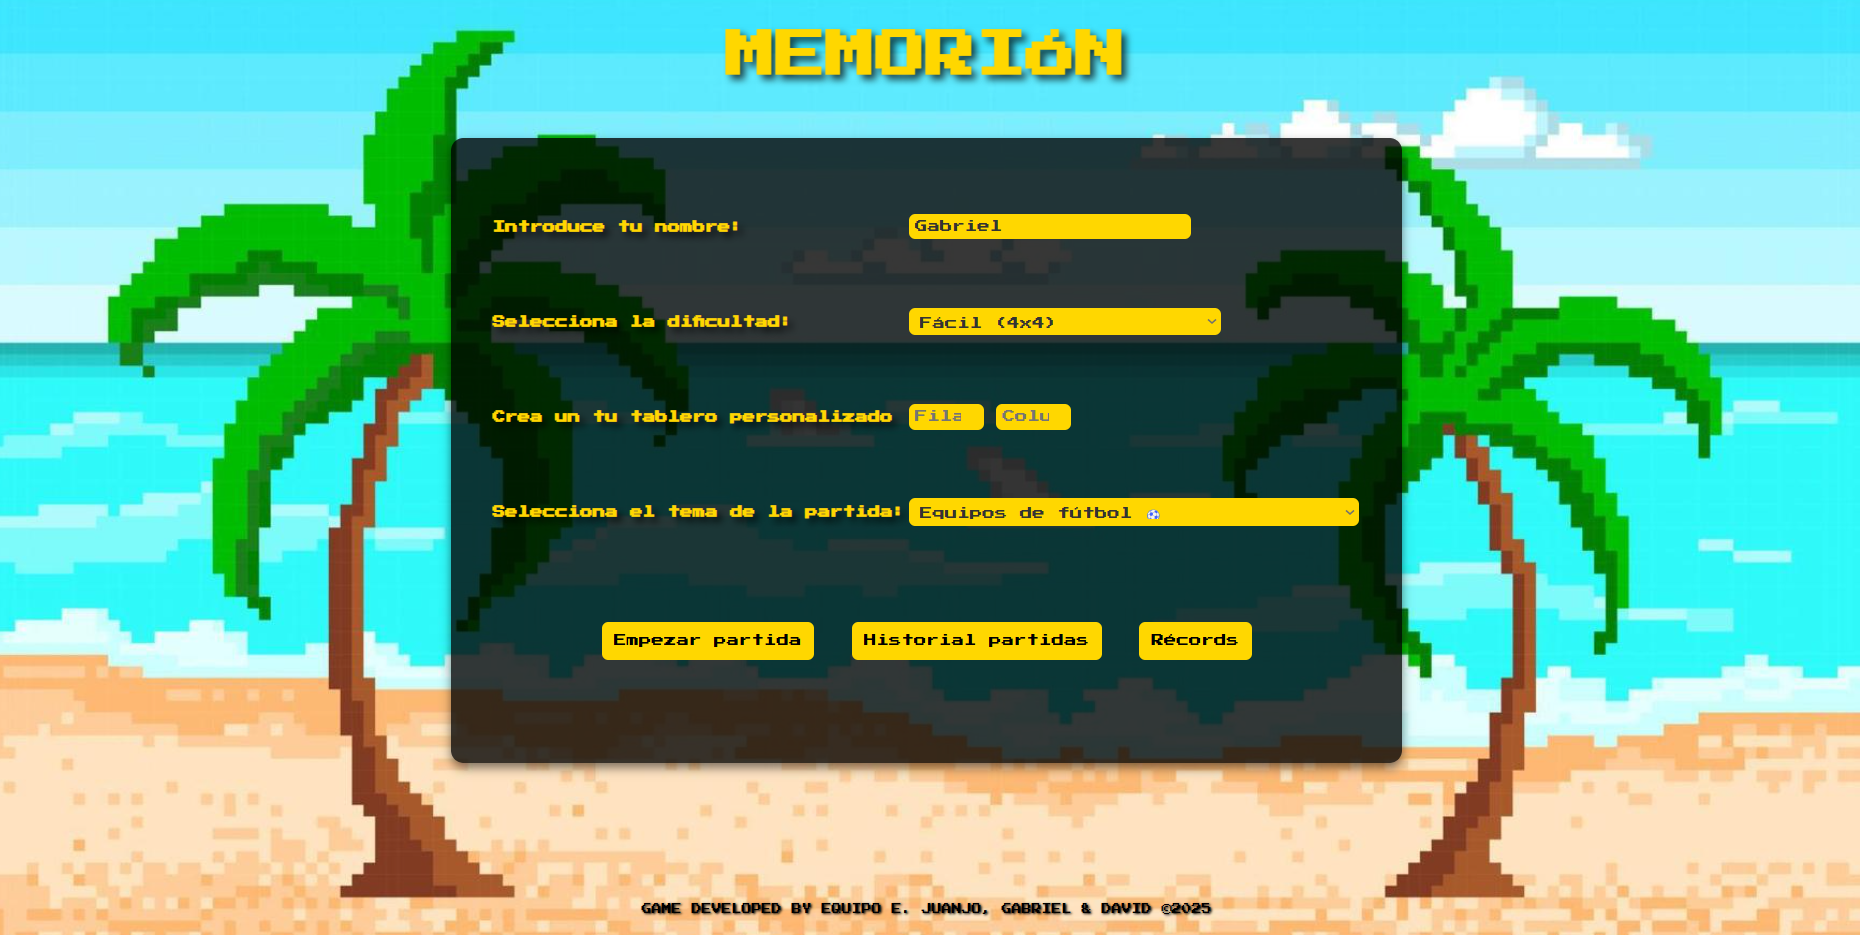 MEMORIóN
Introduce tu nombre: Gabriel
Selecciona la dificultad: Fácil (4x4)
Crea un tu tablero personalizado Fila Colu
Selecciona el tema de la partida: Equipos de fútbol ⚽
Empezar partida Historial partidas Récords
GAME DEVELOPED BY EQUIPO E. JUANJO, GABRIEL & DAVID ©2025